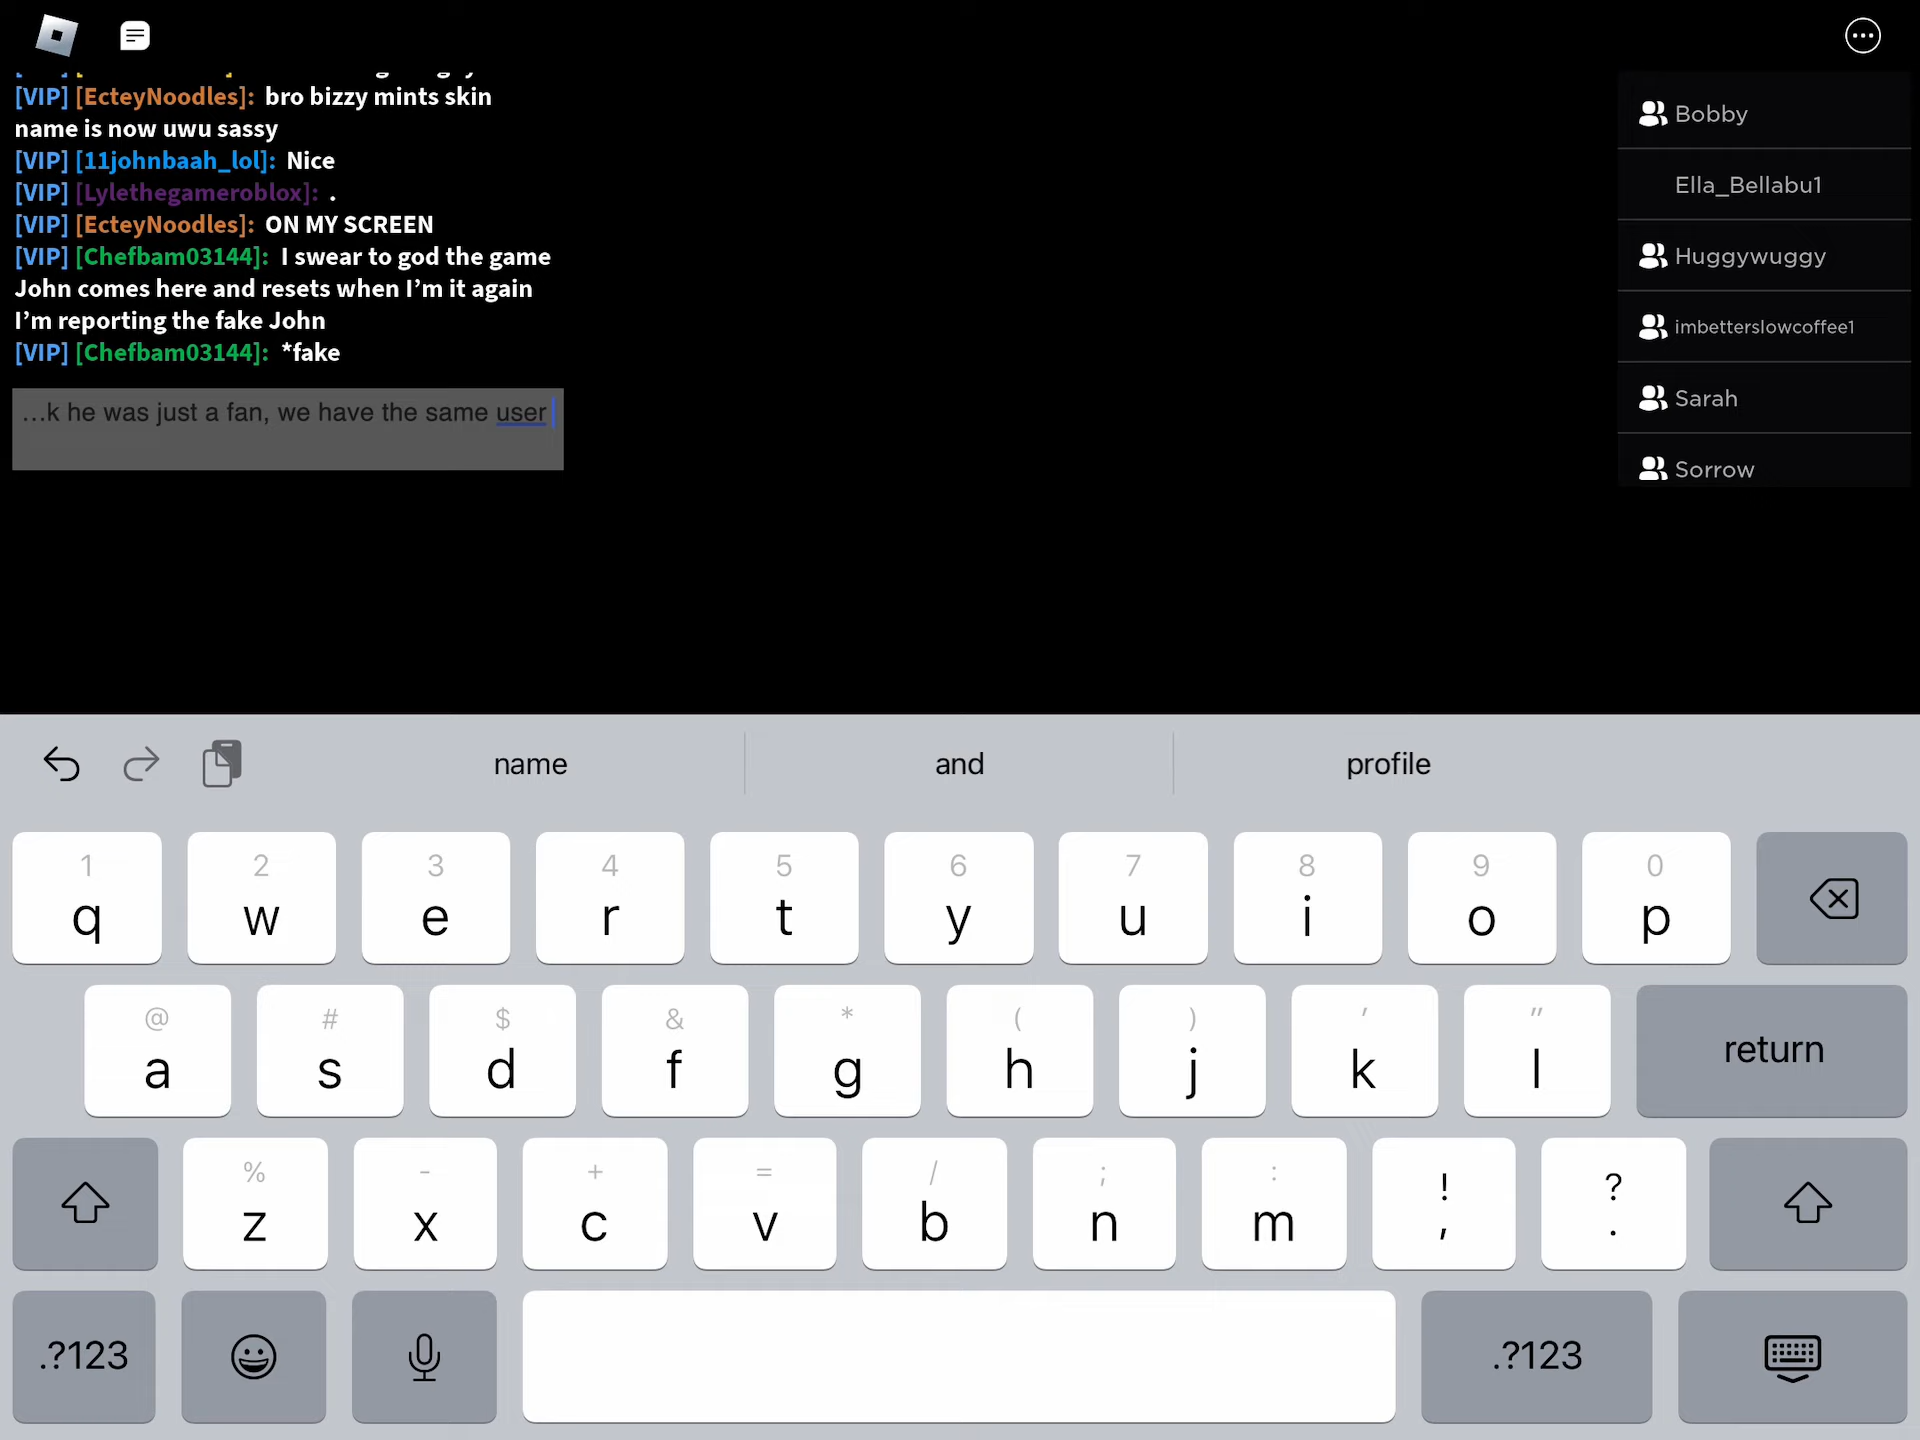 [VIP] [EcteyNoodles]: bro bizzy mints skin
name is now uwu sassy
[VIP] [11johnbaah_lol]: Nice
[VIP] [Lylethegameroblox]: .
[VIP] [EcteyNoodles]: ON MY SCREEN
[VIP] [Chefbam03144]: I swear to god the game
John comes here and resets when I’m it again
I’m reporting the fake John
[VIP] [Chefbam03144]: *fake
...k he was just a fan, we have the same user
Bobby
Ella_Bellabu1
Huggywuggy
imbetterslowcoffee1
Sarah
Sorrow
name and profile
1 2 3 4 5 6 7 8 9 0
q w e r t y u i o p
@ # $ & * ( ) ' "
a s d f g h j k l return
% - + = / ; : ! ?
z x c v b n m , .
.?123 .?123